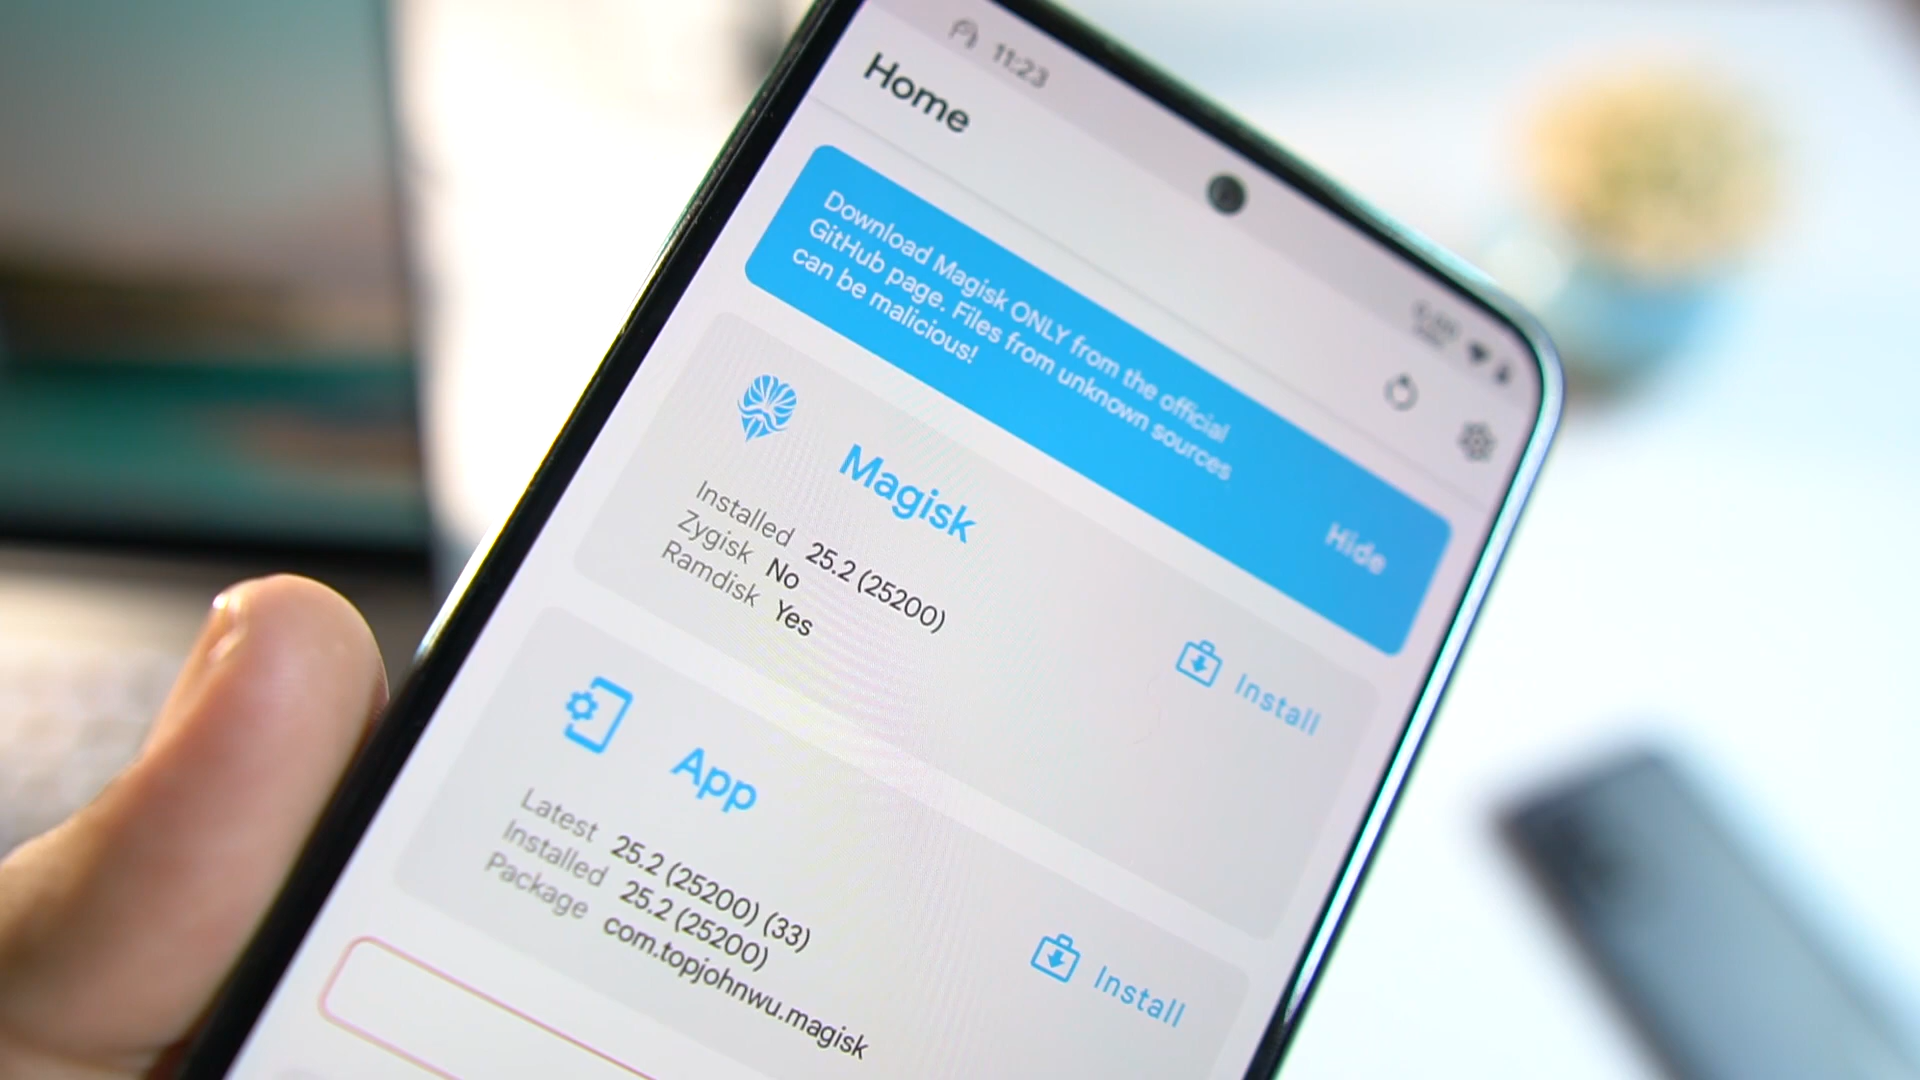 11:23
Home
Download Magisk ONLY from the official
GitHub page. Files from unknown sources
can be malicious!
Hide
Magisk
Install
Installed 25.2 (25200)
Zygisk No
Ramdisk Yes
App
Install
Latest 25.2 (25200) (33)
Installed 25.2 (25200)
Package com.topjohnwu.magisk